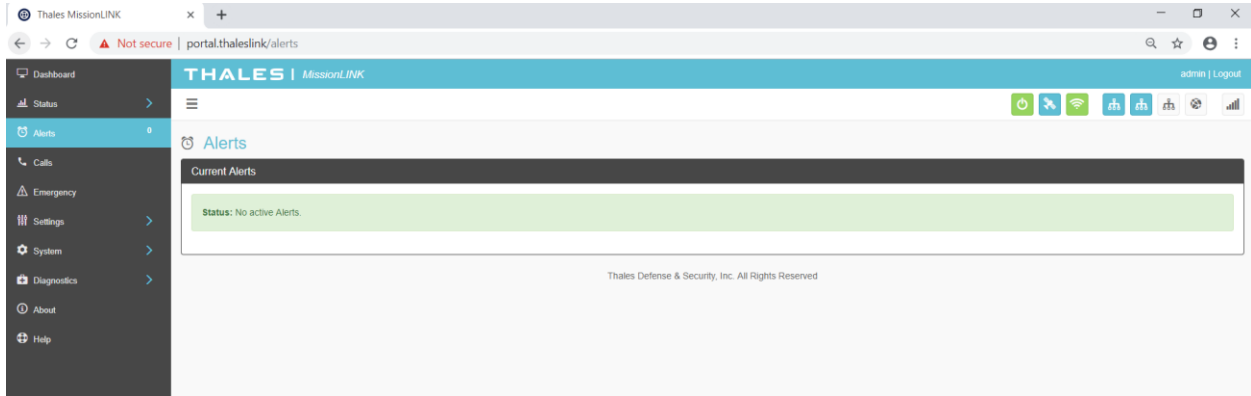 Thales MissionLINK
Not secure | portal.thaleslink/alerts
Dashboard
THALES | MissionLINK
admin | Logout
Status
Alerts 0
Alerts
Calls
Current Alerts
Emergency
Status: No active Alerts.
Settings
System
Diagnostics
Thales Defense & Security, Inc. All Rights Reserved
About
Help